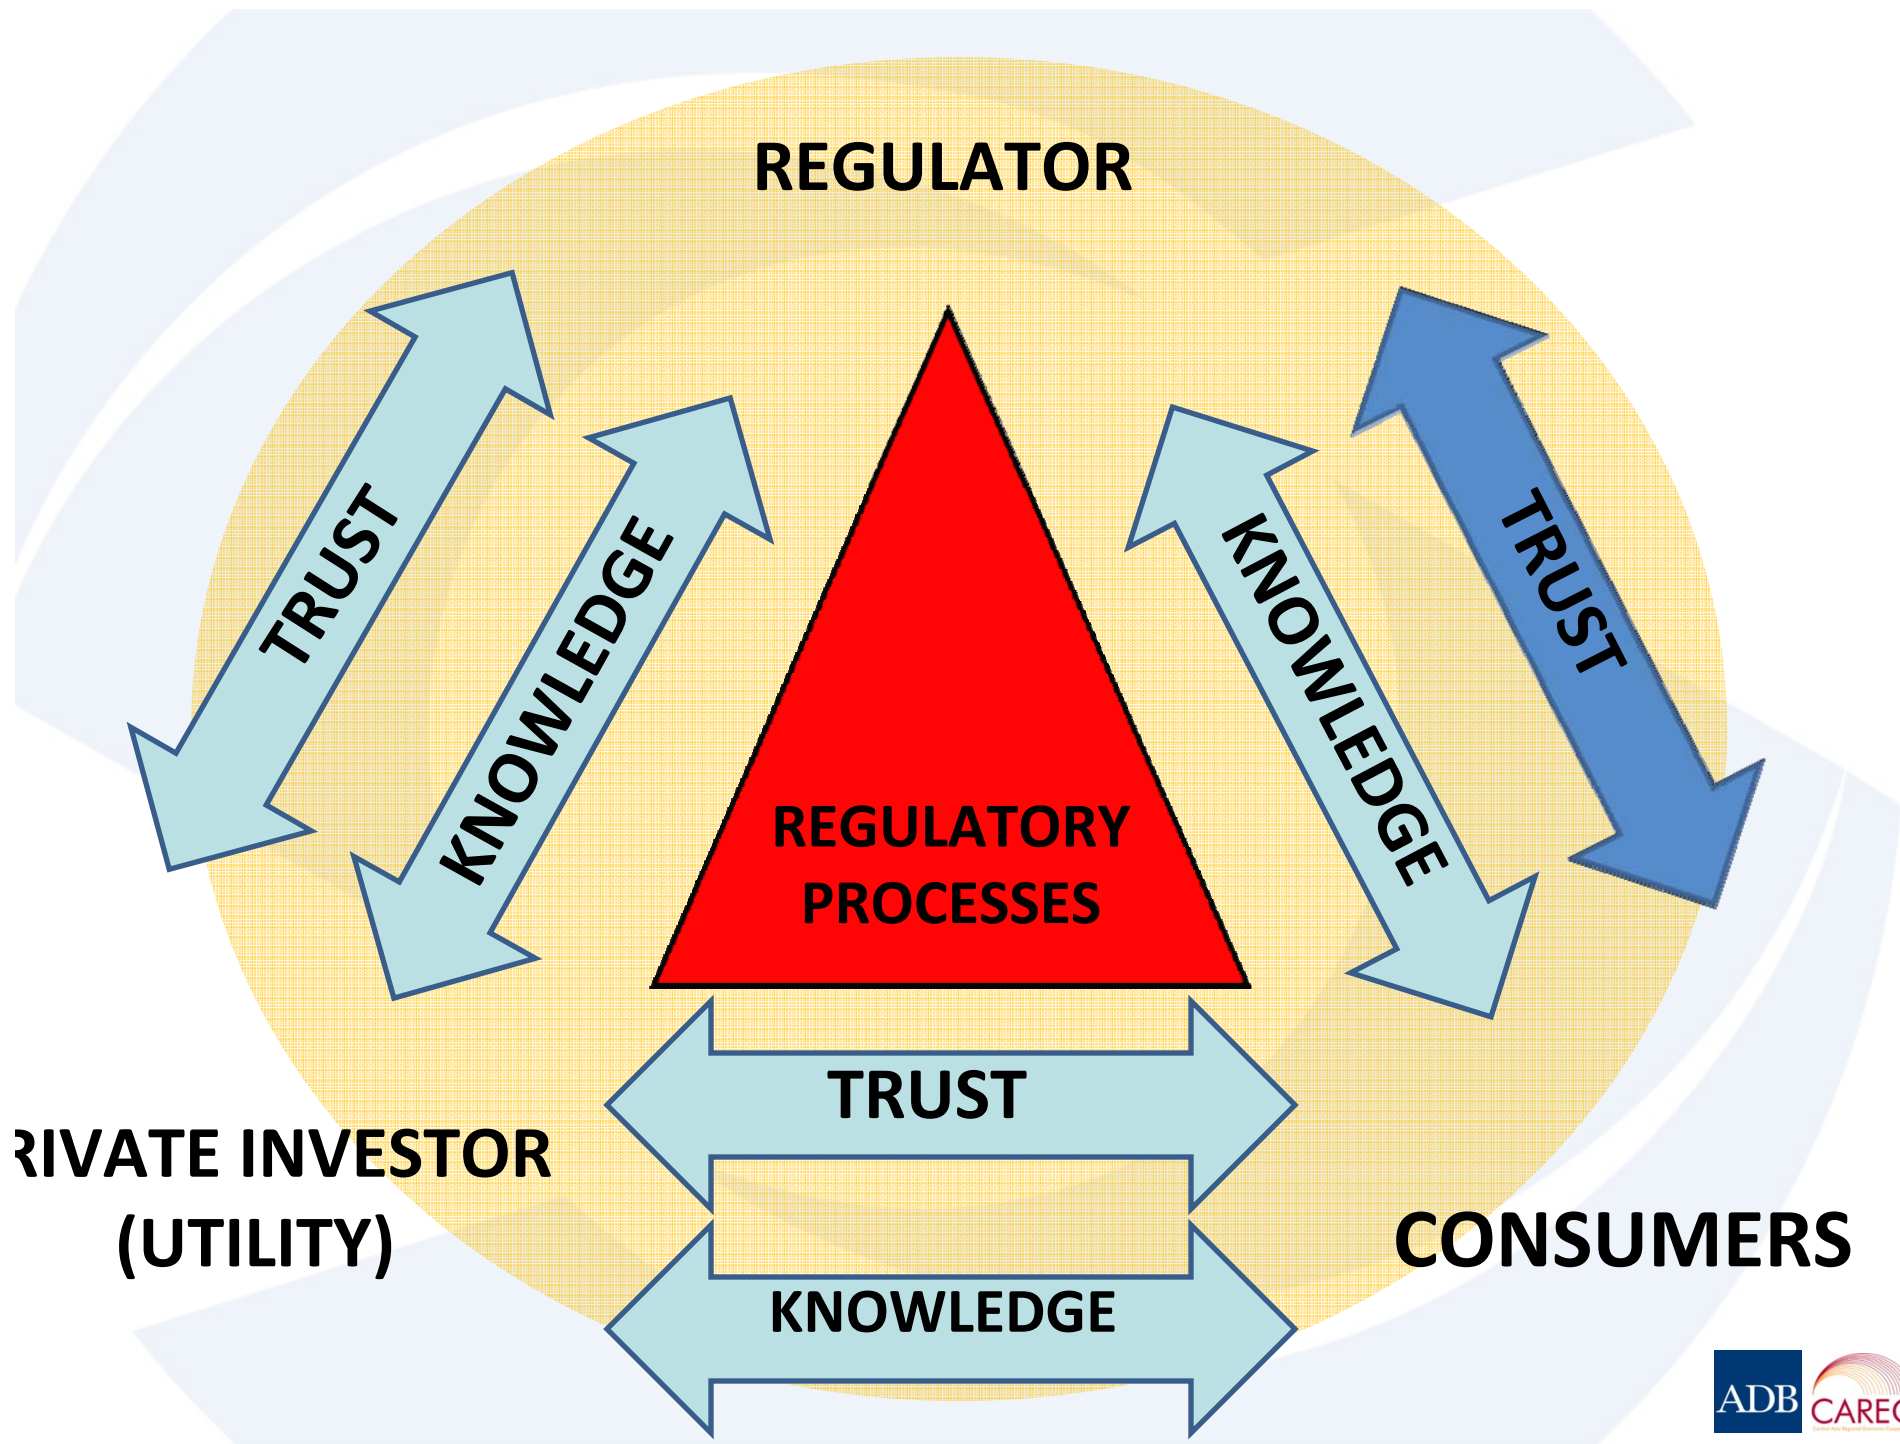 REGULATOR
TRUST
KNOWLEDGE
KNOWLEDGE
TRUST
REGULATORY
PROCESSES
TRUST
RIVATE INVESTOR
(UTILITY)
CONSUMERS
KNOWLEDGE
ADB
CAREC